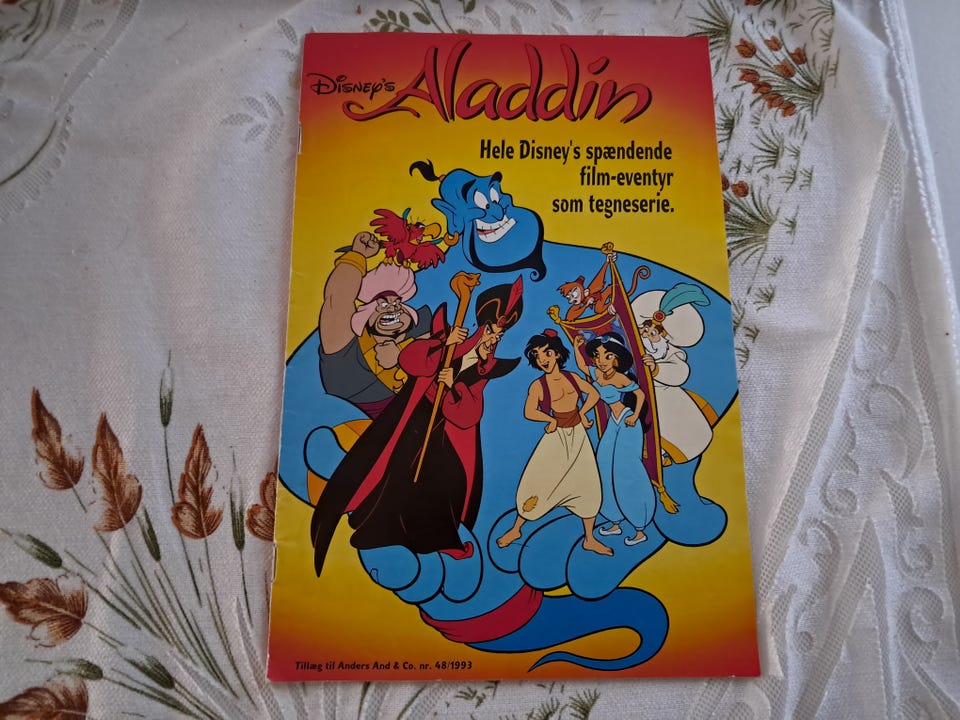 Disney's Aladdin
Hele Disney's spændende
film-eventyr
som tegneserie.
Tillæg til Anders And & Co. nr. 48/1993